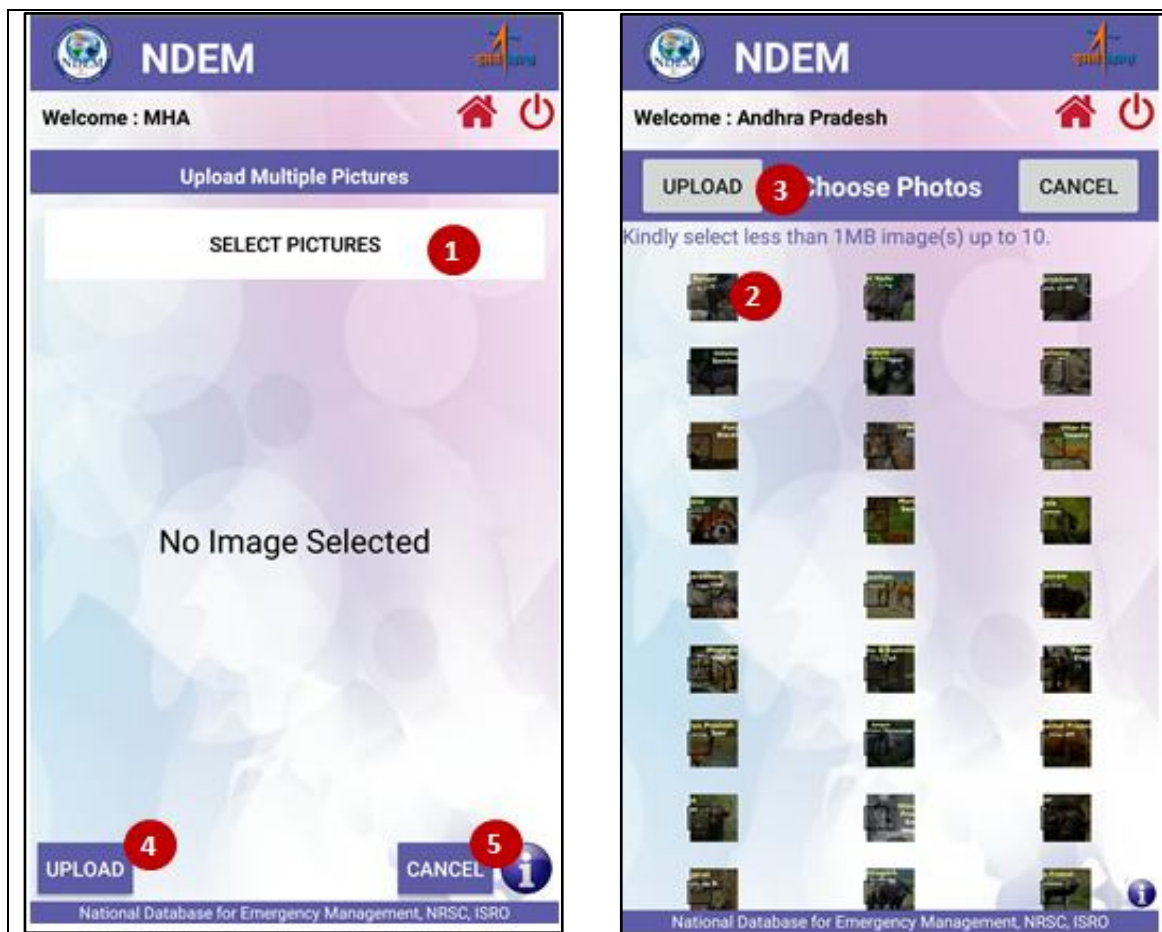 NDEM
Welcome : MHA
Upload Multiple Pictures
SELECT PICTURES
1
No Image Selected
4
5
UPLOAD
CANCEL
i
National Database for Emergency Management, NRSC, ISRO
NDEM
Welcome : Andhra Pradesh
UPLOAD
3
Choose Photos
CANCEL
Kindly select less than 1MB image(s) up to 10.
2
i
National Database for Emergency Management, NRSC, ISRO